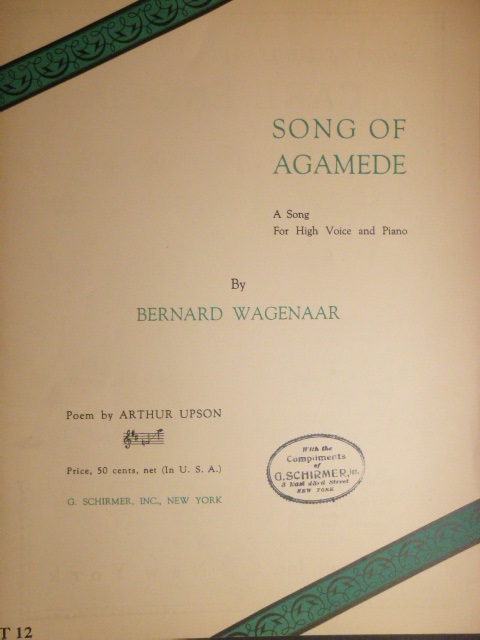 SONG OF
AGAMEDE
A Song
For High Voice and Piano
By
BERNARD WAGENAAR
Poem by ARTHUR UPSON
Price, 50 cents, net (In U. S. A.)
G. SCHIRMER, INC., NEW YORK
With the
Compliments
of
G. SCHIRMER, Inc.
3 East 43rd Street
NEW YORK
T 12